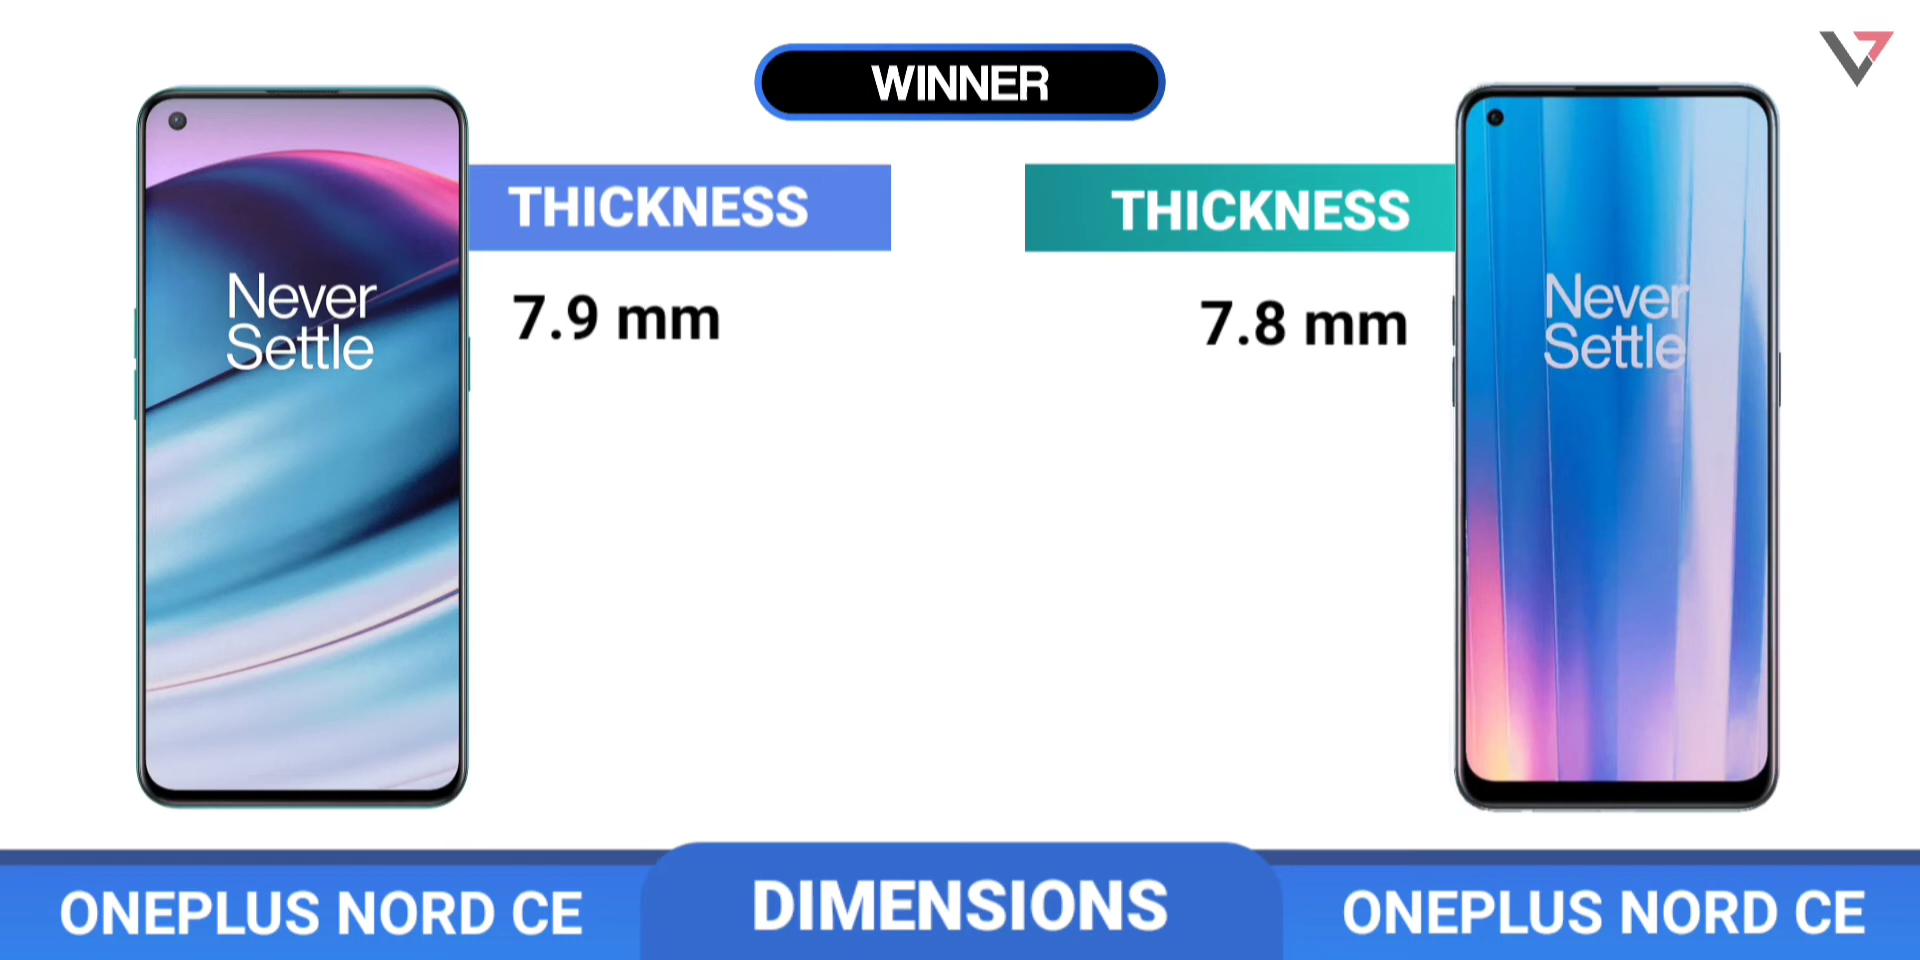 WINNER
THICKNESS
7.9 mm
THICKNESS
7.8 mm
Never
Settle
Never
Settle
ONEPLUS NORD CE
DIMENSIONS
ONEPLUS NORD CE